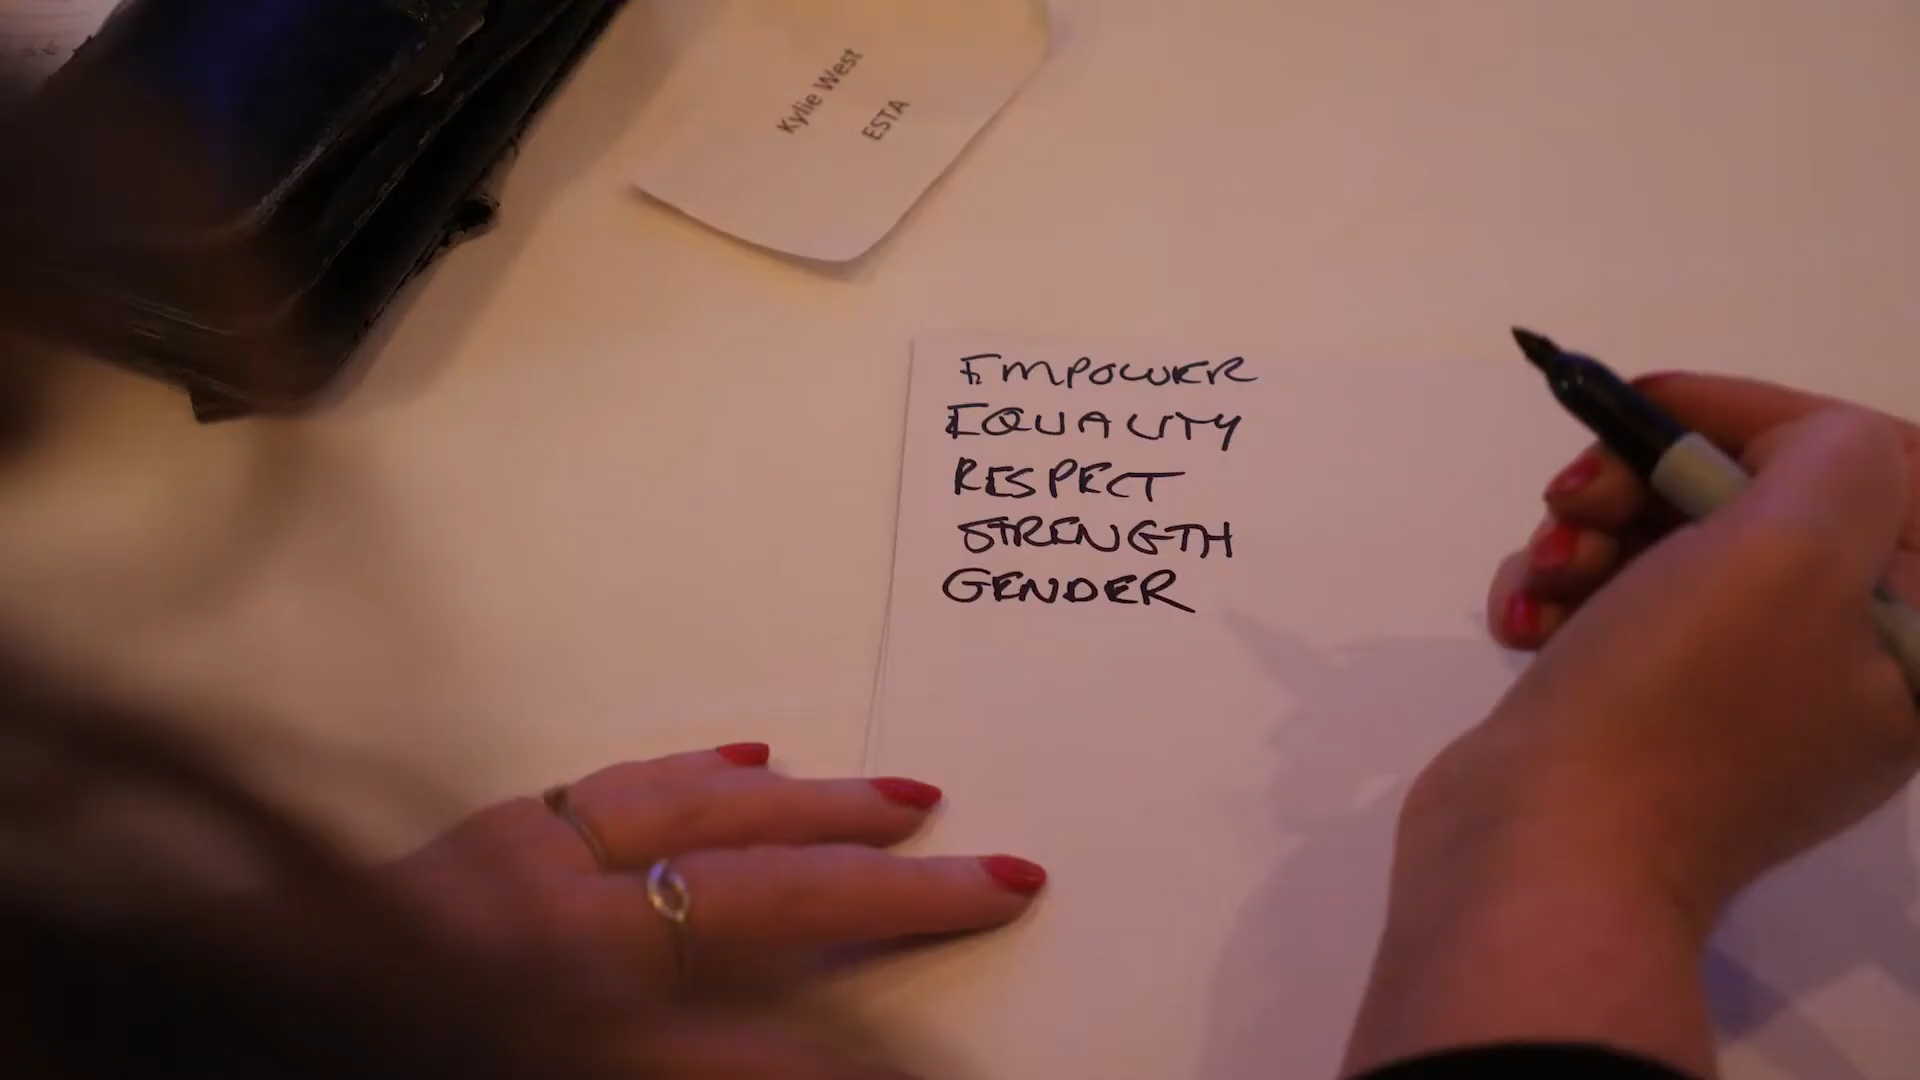 Kylie West
ESTA
EMPOWER
EQUALITY
RESPECT
STRENGTH
GENDER